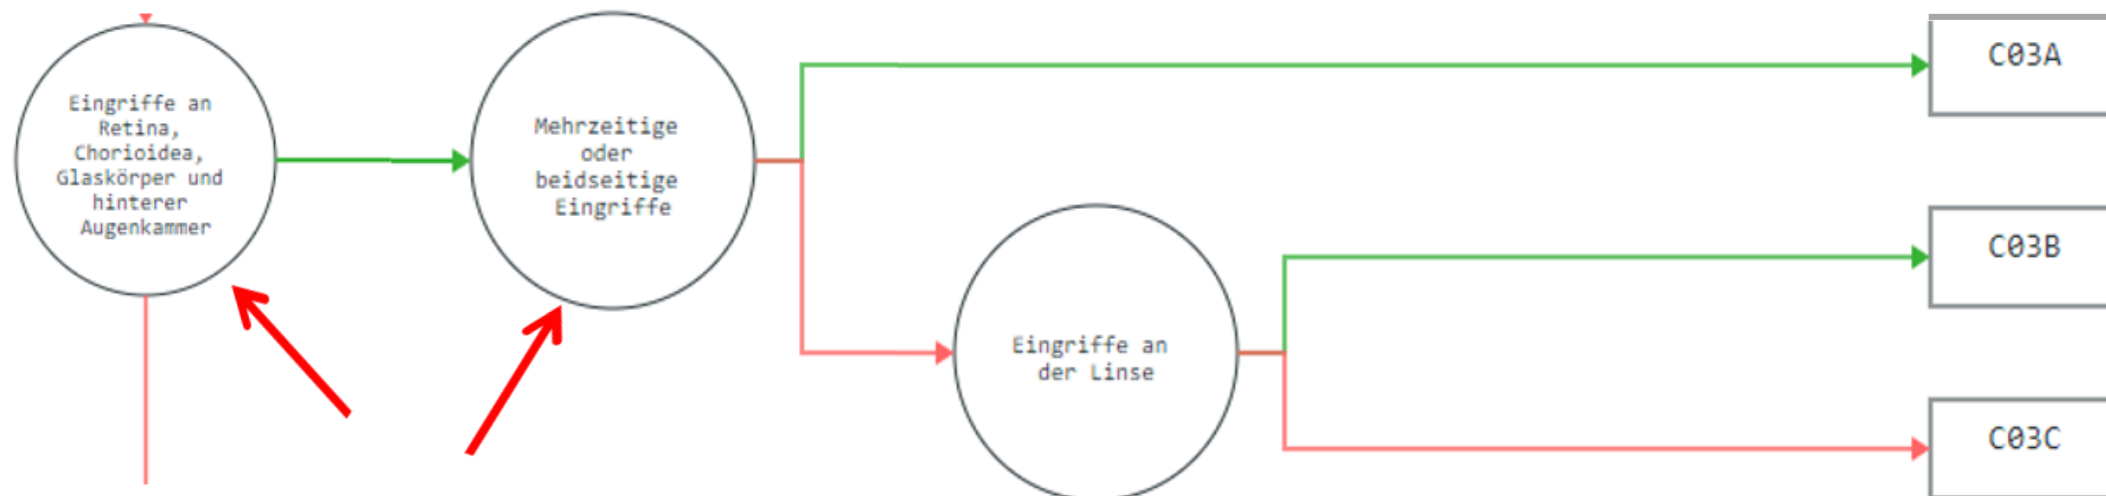 Eingriffe an
Retina,
Chorioidea,
Glaskörper und
hinterer
Augenkammer
Mehrzeitige
oder
beidseitige
Eingriffe
C03A
Eingriffe an
der Linse
C03B
C03C